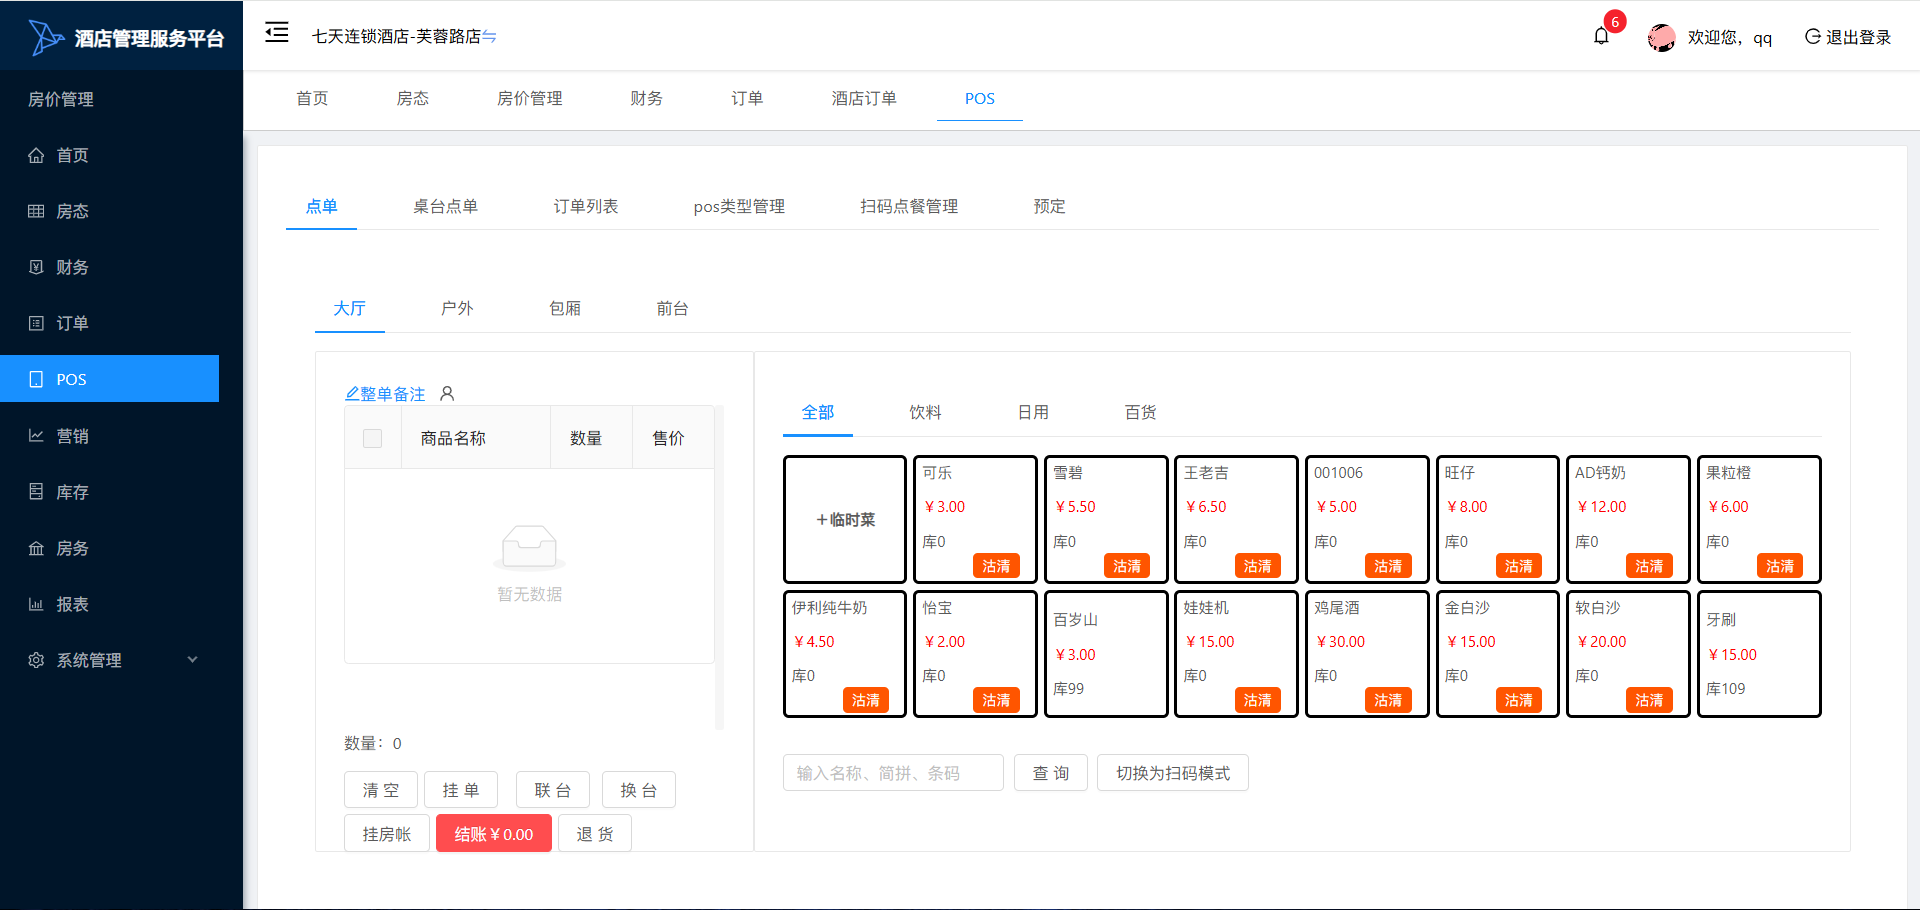 酒店管理服务平台
七天连锁酒店-芙蓉路店
6
欢迎您，qq
退出登录
房价管理
首页
房态
财务
订单
POS
营销
库存
房务
报表
系统管理
首页 房态 房价管理 财务 订单 酒店订单 POS
点单 桌台点单 订单列表 pos类型管理 扫码点餐管理 预定
大厅 户外 包厢 前台
整单备注
商品名称 数量 售价
暂无数据
数量：0
清 空 挂 单 联 台 换 台
挂房帐 结账￥0.00 退 货
全部 饮料 日用 百货
+临时菜
可乐
￥3.00
库0
沽清
雪碧
￥5.50
库0
沽清
王老吉
￥6.50
库0
沽清
001006
￥5.00
库0
沽清
旺仔
￥8.00
库0
沽清
AD钙奶
￥12.00
库0
沽清
果粒橙
￥6.00
库0
沽清
伊利纯牛奶
￥4.50
库0
沽清
怡宝
￥2.00
库0
沽清
百岁山
￥3.00
库99
娃娃机
￥15.00
库0
沽清
鸡尾酒
￥30.00
库0
沽清
金白沙
￥15.00
库0
沽清
软白沙
￥20.00
库0
沽清
牙刷
￥15.00
库109
输入名称、简拼、条码 查 询 切换为扫码模式